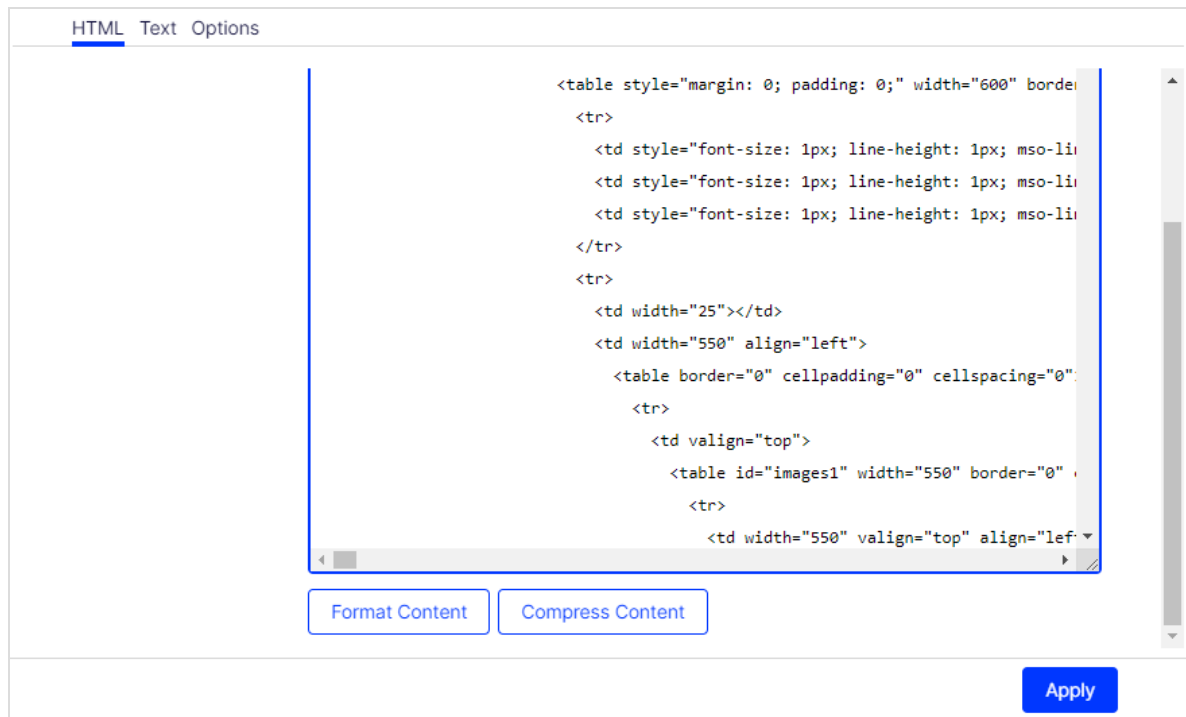 HTML Text Options
<table style="margin: 0; padding: 0;" width="600" border
<tr>
<td style="font-size: 1px; line-height: 1px; mso-lin
<td style="font-size: 1px; line-height: 1px; mso-lin
<td style="font-size: 1px; line-height: 1px; mso-lin
</tr>
<tr>
<td width="25"></td>
<td width="550" align="left">
<table border="0" cellpadding="0" cellspacing="0"
<tr>
<td valign="top">
<table id="images1" width="550" border="0"
<tr>
<td width="550" valign="top" align="lef
Format Content Compress Content
Apply